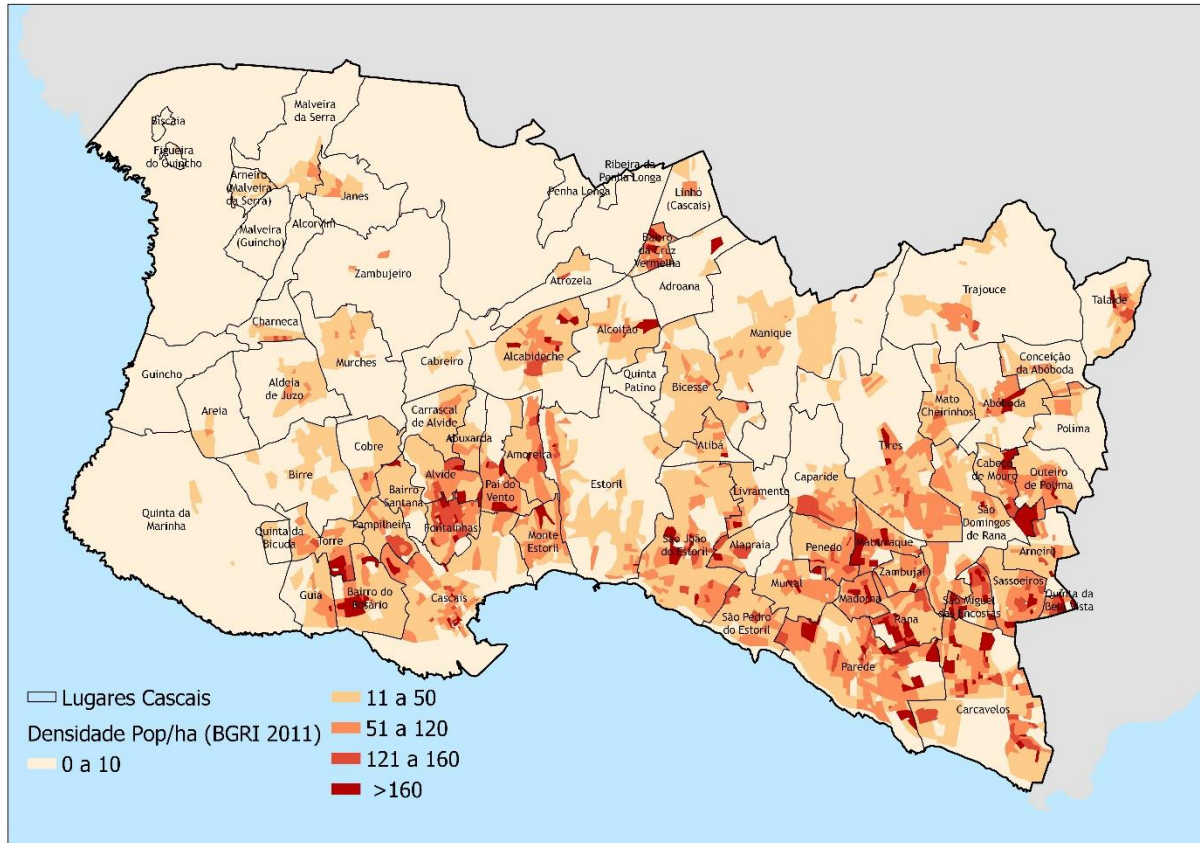 Malveira
da Serra
Biscaia
Figueira
do Guincho
Arneiro
(Malveira
da Serra)
Janes
Malveira
(Guincho)
Alcorvim
Ribeira da
Penha Longa
Penha Longa
Linhó
(Cascais)
Bairro
da Cruz
Vermelha
Zambujeiro
Atrozela
Adroana
Trajouce
Talaíde
Charneca
Murches
Cabreiro
Alcabideche
Alcoitão
Manique
Guincho
Aldeia
de Juzo
Quinta
Patino
Bicesse
Conceição
da Abóboda
Areia
Carrascal
de Alvide
Abuxarda
Amoreira
Atibá
Mato
Cheirinhos
Abóboda
Polima
Cobre
Birre
Alvide
Pai do
Vento
Estoril
Tires
Cabeço
de Mouro
Outeiro
de Polima
Bairro
Santana
Livramento
Caparide
Quinta da
Marinha
Quinta da
Bicuda
Torre
Pampilheira
Fontainhas
Monte
Estoril
São João
do Estoril
Alapraia
Penedo
Matarraque
São
Domingos
de Rana
Arneiro
Guia
Bairro do
Rosário
Cascais
Murtal
Zambujal
Sassoeiros
São Pedro
do Estoril
Madorna
Rana
São Miguel
das Encostas
Quinta da
Bela Vista
Parede
Carcavelos
Lugares Cascais
Densidade Pop/ha (BGRI 2011)
0 a 10
11 a 50
51 a 120
121 a 160
>160